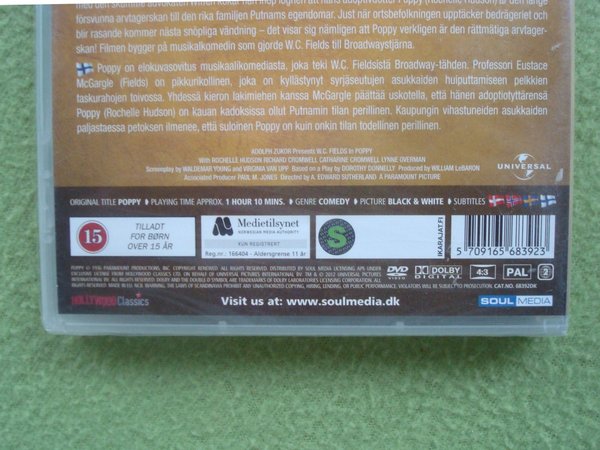 försvunna arvtagerskan till den rika familjen Putnams egendomar. Just när ortsbefolkningen upptäcker bedrägeriet och
blir rasande kommer nästa snöpliga vändning – det visar sig nämligen att Poppy verkligen är den rättmätiga arvtager-
skan! Filmen bygger på musikalkomedin som gjorde W.C. Fields till Broadwaystjärna.
Poppy on elokuvasovitus musikaalikomediasta, joka teki W.C. Fieldsistä Broadway-tähden. Professori Eustace
McGargle (Fields) on pikkurikollinen, joka on kyllästynyt syrjäseutujen asukkaiden huiputtamiseen pelkkien
taskurahojen toivossa. Yhdessä kieron lakimiehen kanssa McGargle päättää uskotella, että hänen adoptiotyttärensä
Poppy (Rochelle Hudson) on kauan kadoksissa ollut Putnamin tilan perillinen. Kaupungin vihastuneiden asukkaiden
paljastaessa petoksen ilmenee, että suloinen Poppy on kuin onkin tilan todellinen perillinen.
ADOLPH ZUKOR Presents W.C. FIELDS in POPPY
With ROCHELLE HUDSON RICHARD CROMWELL, CATHARINE CROMWELL LYNNE OVERMAN
Screenplay by WALDEMAR YOUNG and VIRGINIA VAN UPP Based on a Play by DOROTHY DONNELLY Produced by WILLIAM LeBARON
Associated Producer PAUL M. JONES Directed by A. EDWARD SUTHERLAND A PARAMOUNT PICTURE
UNIVERSAL
ORIGINAL TITLE POPPY PLAYING TIME APPROX. 1 HOUR 10 MINS. GENRE COMEDY PICTURE BLACK & WHITE SUBTITLES
15
TILLADT
FOR BØRN
OVER 15 ÅR
M
Medietilsynet
NORWEGIAN MEDIA AUTHORITY
KUN REGISTRERT
Reg.nr.: 166404 - Aldersgrense 11 år
S
IKARAJAT.FI
5 709165 683923
DVD
VIDEO
DOLBY
DIGITAL
4:3
PAL
2
HOLLYWOOD Classics
Visit us at: www.soulmedia.dk
SOUL MEDIA